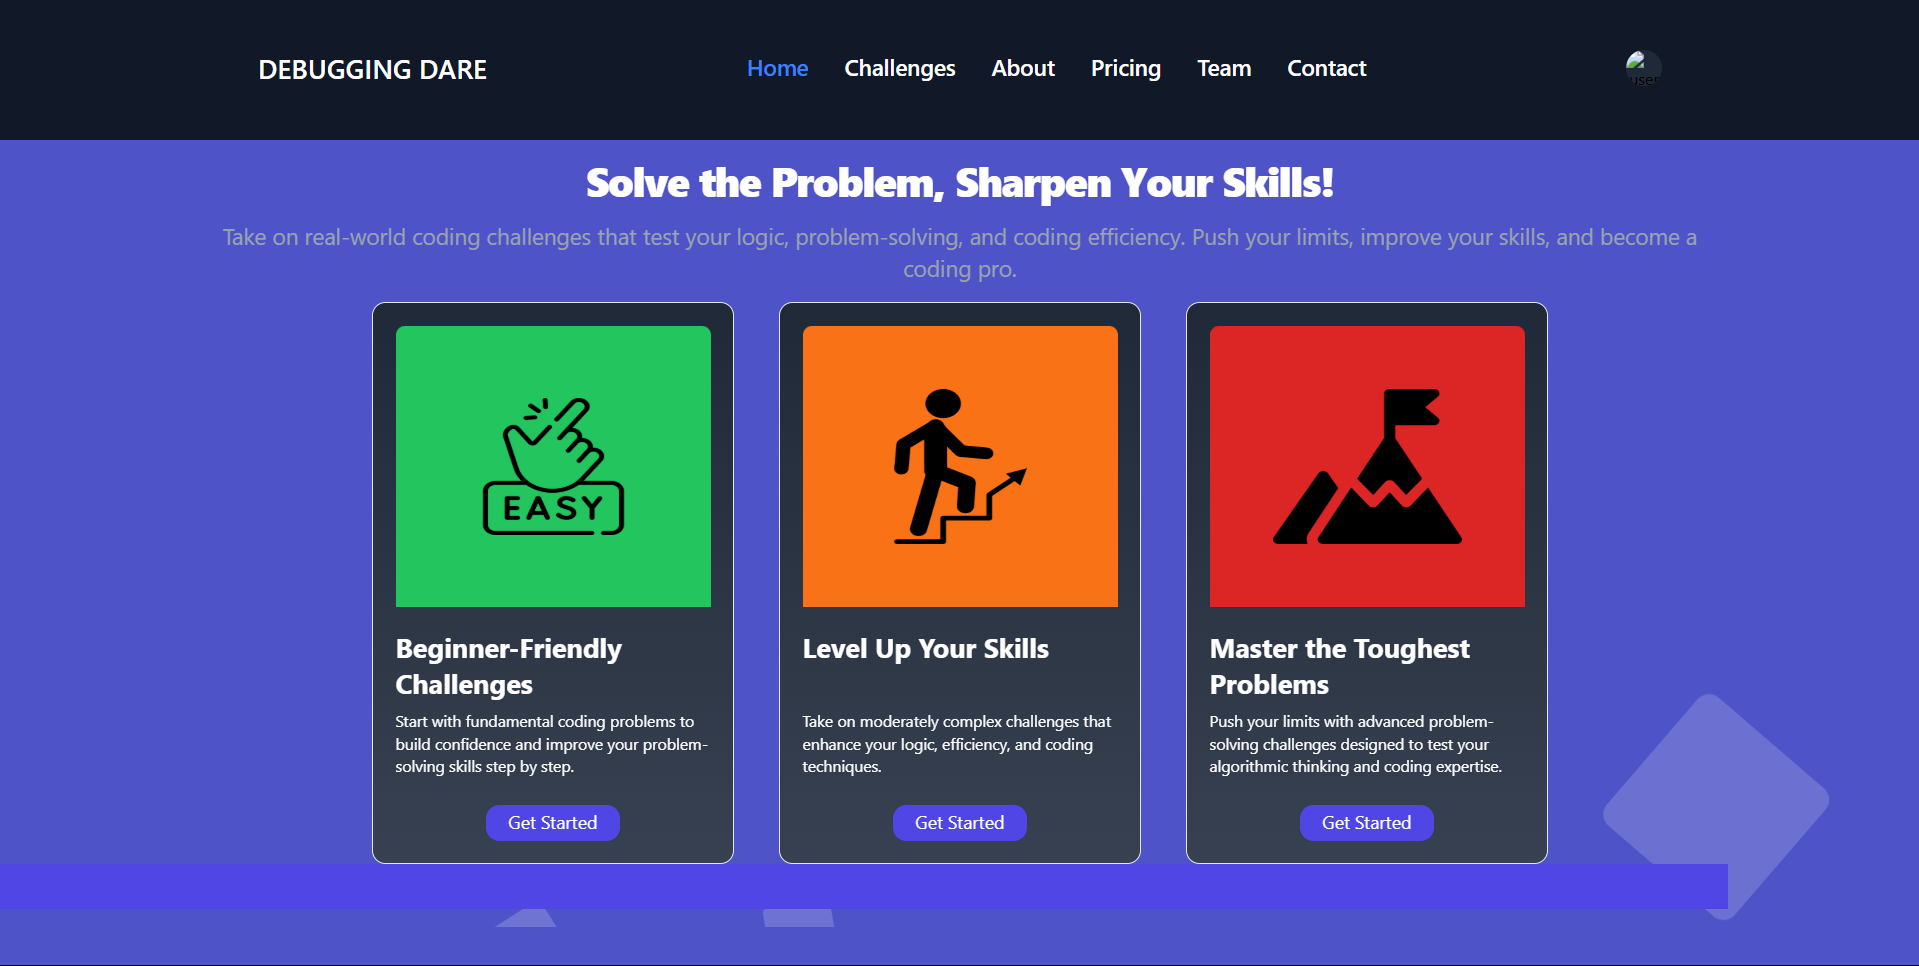 DEBUGGING DARE
Home Challenges About Pricing Team Contact
user
Solve the Problem, Sharpen Your Skills!
Take on real-world coding challenges that test your logic, problem-solving, and coding efficiency. Push your limits, improve your skills, and become a
coding pro.
EASY
Beginner-Friendly
Challenges
Start with fundamental coding problems to
build confidence and improve your problem-
solving skills step by step.
Get Started
Level Up Your Skills
Take on moderately complex challenges that
enhance your logic, efficiency, and coding
techniques.
Get Started
Master the Toughest
Problems
Push your limits with advanced problem-
solving challenges designed to test your
algorithmic thinking and coding expertise.
Get Started